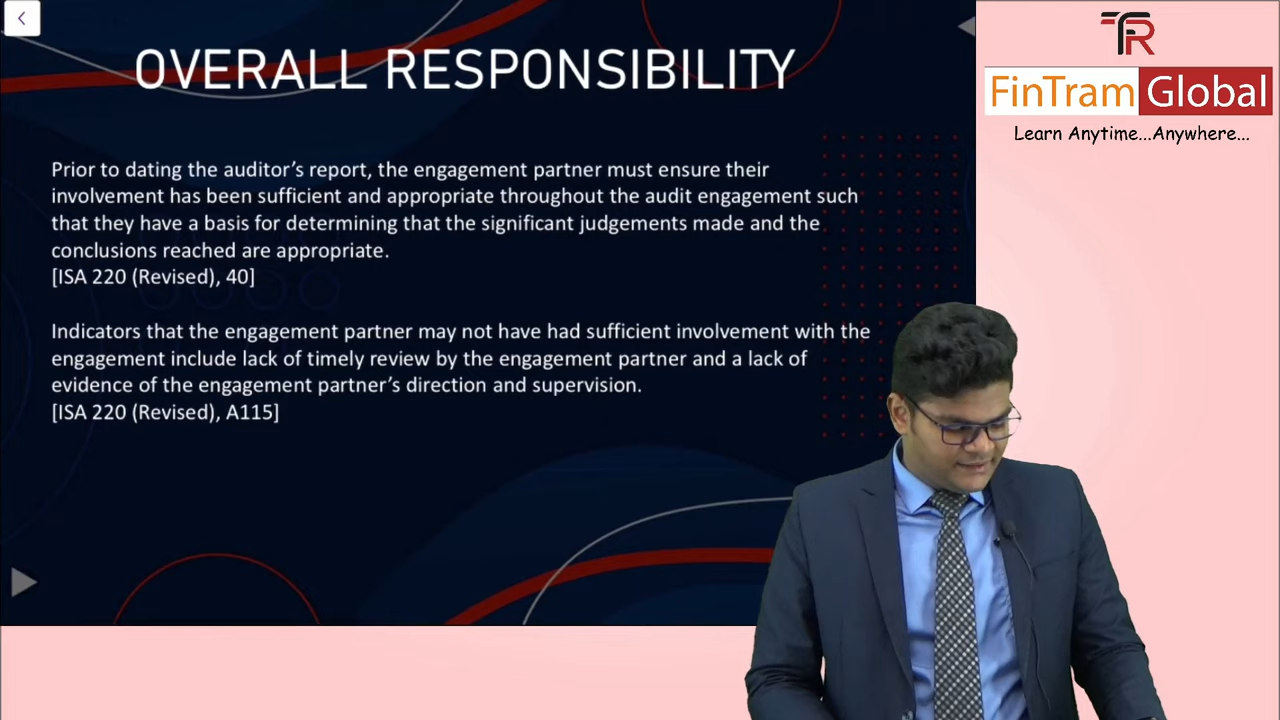 OVERALL RESPONSIBILITY
Prior to dating the auditor’s report, the engagement partner must ensure their
involvement has been sufficient and appropriate throughout the audit engagement such
that they have a basis for determining that the significant judgements made and the
conclusions reached are appropriate.
[ISA 220 (Revised), 40]
Indicators that the engagement partner may not have had sufficient involvement with the
engagement include lack of timely review by the engagement partner and a lack of
evidence of the engagement partner’s direction and supervision.
[ISA 220 (Revised), A115]
FinTram Global
Learn Anytime...Anywhere...